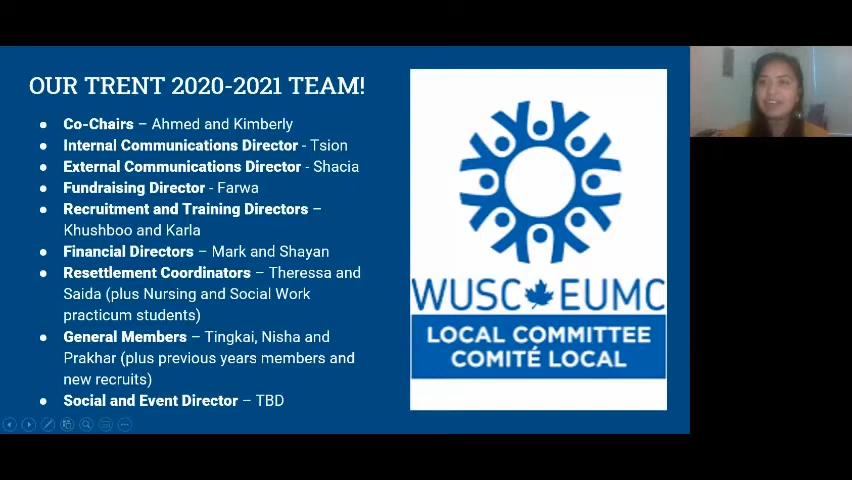 OUR TRENT 2020-2021 TEAM!
● Co-Chairs – Ahmed and Kimberly
● Internal Communications Director - Tsion
● External Communications Director - Shacia
● Fundraising Director - Farwa
● Recruitment and Training Directors –
Khushboo and Karla
● Financial Directors – Mark and Shayan
● Resettlement Coordinators – Theressa and
Saida (plus Nursing and Social Work
practicum students)
● General Members – Tingkai, Nisha and
Prakhar (plus previous years members and
new recruits)
● Social and Event Director – TBD
WUSC EUMC
LOCAL COMMITTEE
COMITÉ LOCAL